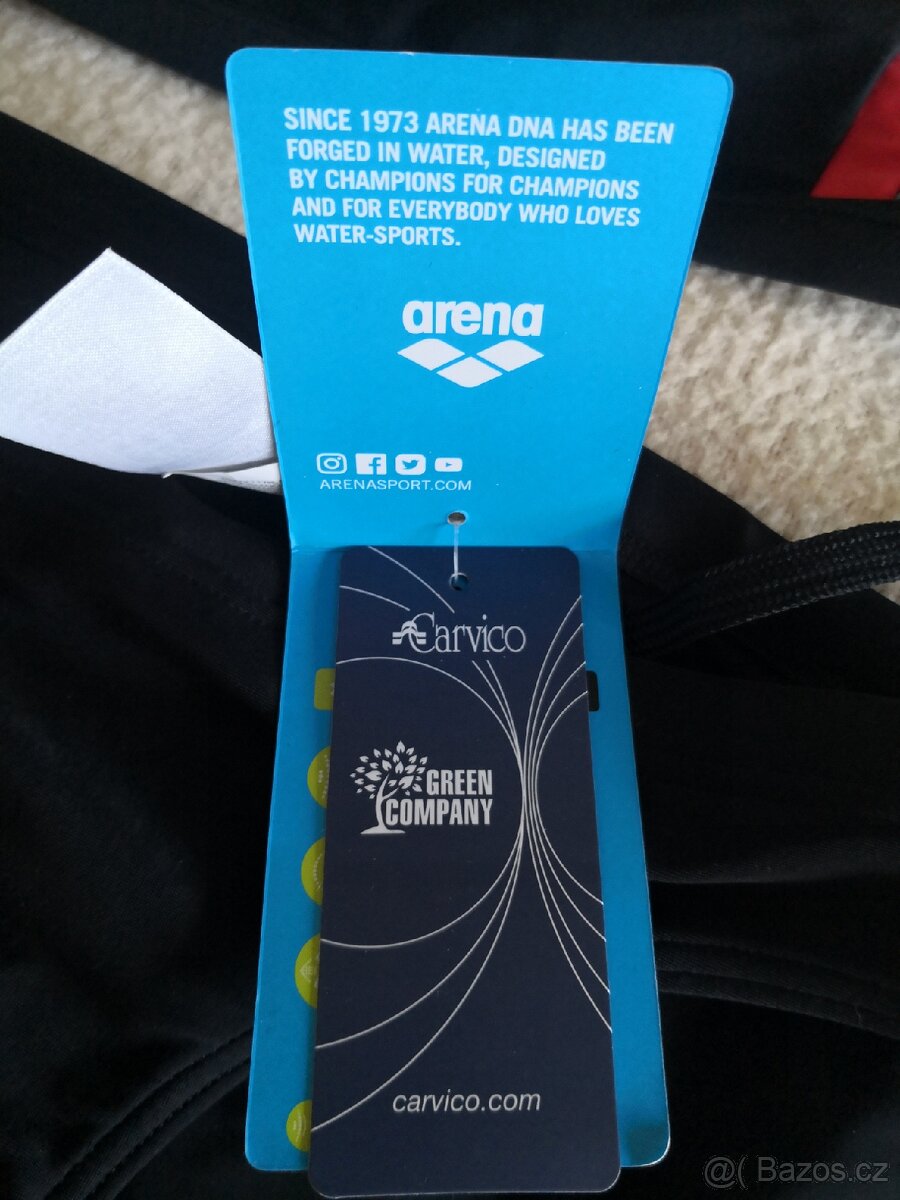 SINCE 1973 ARENA DNA HAS BEEN
FORGED IN WATER, DESIGNED
BY CHAMPIONS FOR CHAMPIONS
AND FOR EVERYBODY WHO LOVES
WATER-SPORTS.
arena
ARENASPORT.COM
Carvico
GREEN
COMPANY
carvico.com
@( Bazos.cz